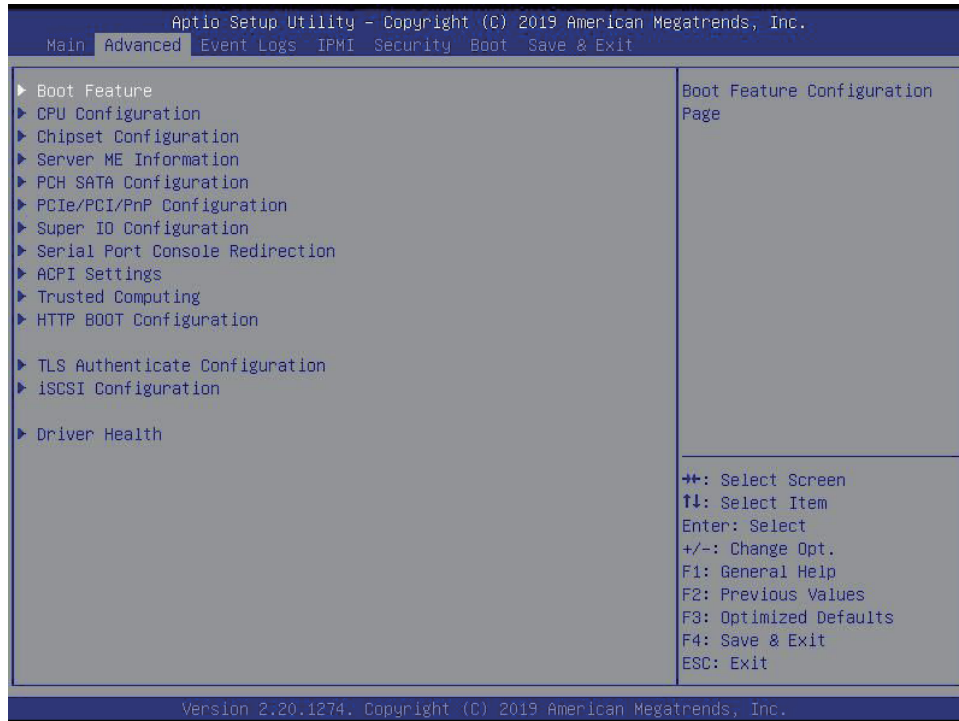 Aptio Setup Utility – Copyright (C) 2019 American Megatrends, Inc.
Main Advanced Event Logs IPMI Security Boot Save & Exit
Boot Feature
CPU Configuration
Chipset Configuration
Server ME Information
PCH SATA Configuration
PCIe/PCI/PnP Configuration
Super IO Configuration
Serial Port Console Redirection
ACPI Settings
Trusted Computing
HTTP BOOT Configuration
TLS Authenticate Configuration
iSCSI Configuration
Driver Health
Boot Feature Configuration
Page
→←: Select Screen
↑↓: Select Item
Enter: Select
+/-: Change Opt.
F1: General Help
F2: Previous Values
F3: Optimized Defaults
F4: Save & Exit
ESC: Exit
Version 2.20.1274. Copyright (C) 2019 American Megatrends, Inc.